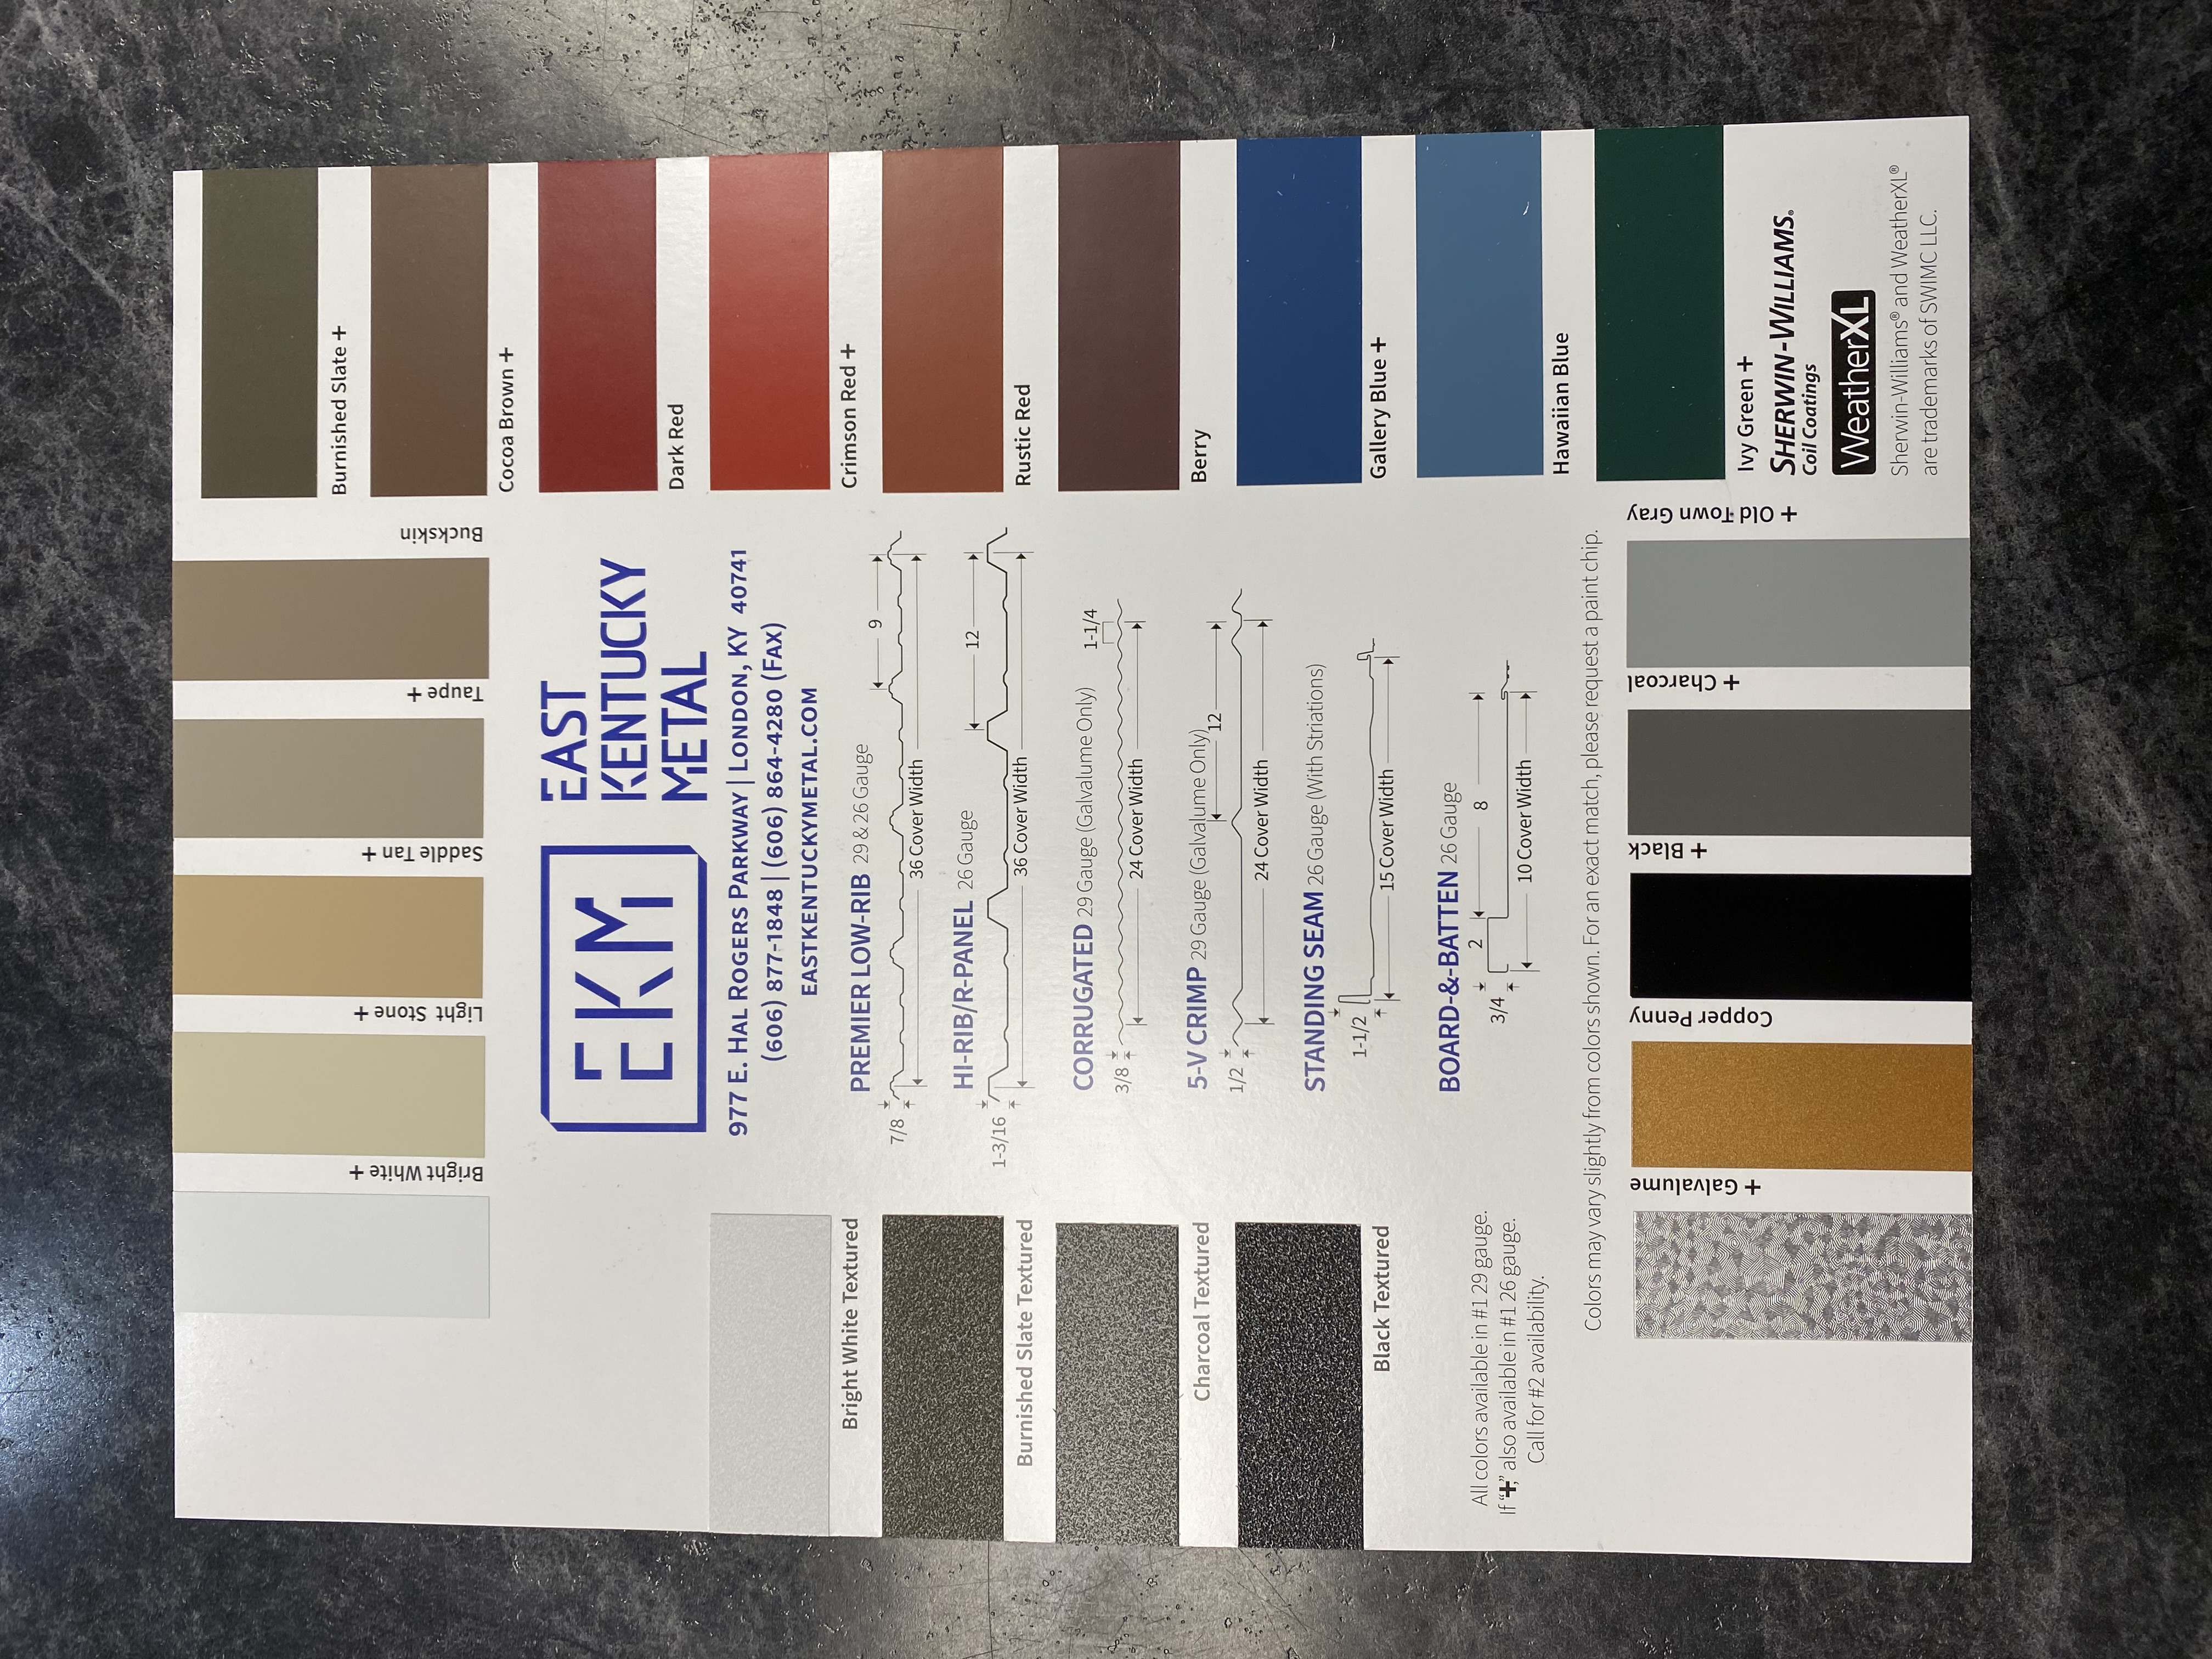 Bright White +
Light Stone +
Saddle Tan +
Taupe +
Buckskin
Burnished Slate +
Cocoa Brown +
Dark Red
Crimson Red +
Rustic Red
Berry
Gallery Blue +
Hawaiian Blue
Ivy Green +
EKM
EAST
KENTUCKY
METAL
977 E. HAL ROGERS PARKWAY | LONDON, KY 40741
(606) 877-1848 | (606) 864-4280 (FAX)
EASTKENTUCKYMETAL.COM
Bright White Textured
Burnished Slate Textured
Charcoal Textured
Black Textured
PREMIER LOW-RIB 29 & 26 Gauge
9
7/8
36 Cover Width
HI-RIB/R-PANEL 26 Gauge
12
1-3/16
36 Cover Width
CORRUGATED 29 Gauge (Galvalume Only)
1-1/4
3/8
24 Cover Width
5-V CRIMP 29 Gauge (Galvalume Only)
12
1/2
24 Cover Width
STANDING SEAM 26 Gauge (With Striations)
1-1/2
15 Cover Width
BOARD-&-BATTEN 26 Gauge
2
8
3/4
10 Cover Width
All colors available in #1 29 gauge.
If “+,” also available in #1 26 gauge.
Call for #2 availability.
Colors may vary slightly from colors shown. For an exact match, please request a paint chip.
+ Galvalume
Copper Penny
+ Black
+ Charcoal
+ Old Town Gray
SHERWIN-WILLIAMS®
Coil Coatings
WeatherXL
Sherwin-Williams® and WeatherXL®
are trademarks of SWIMC LLC.